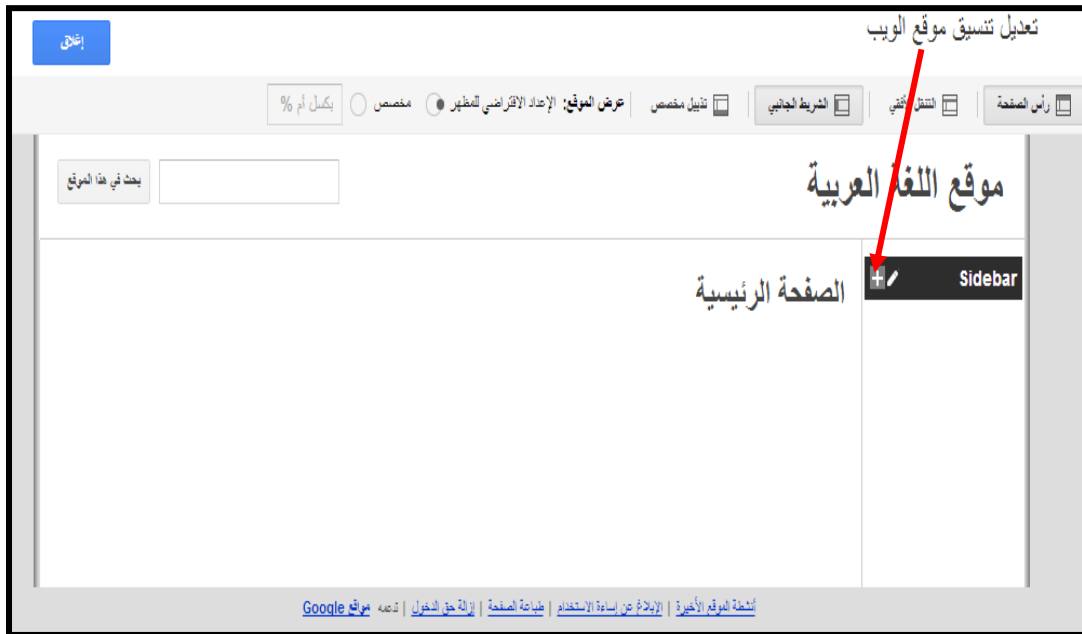 تعديل تنسيق موقع الويب
إغلاق
رأس الصفحة التنقل الأفقي الشريط الجانبي تذييل مخصص عرض الموقع: الإعداد الافتراضي للمظهر مخصص بكسل أم %
موقع اللغة العربية
بحث في هذا الموقع
Sidebar
الصفحة الرئيسية
أنشطة الموقع الأخيرة | الإبلاغ عن إساءة الاستخدام | طباعة الصفحة | إزالة حق الدخول | تدعمه مواقع Google